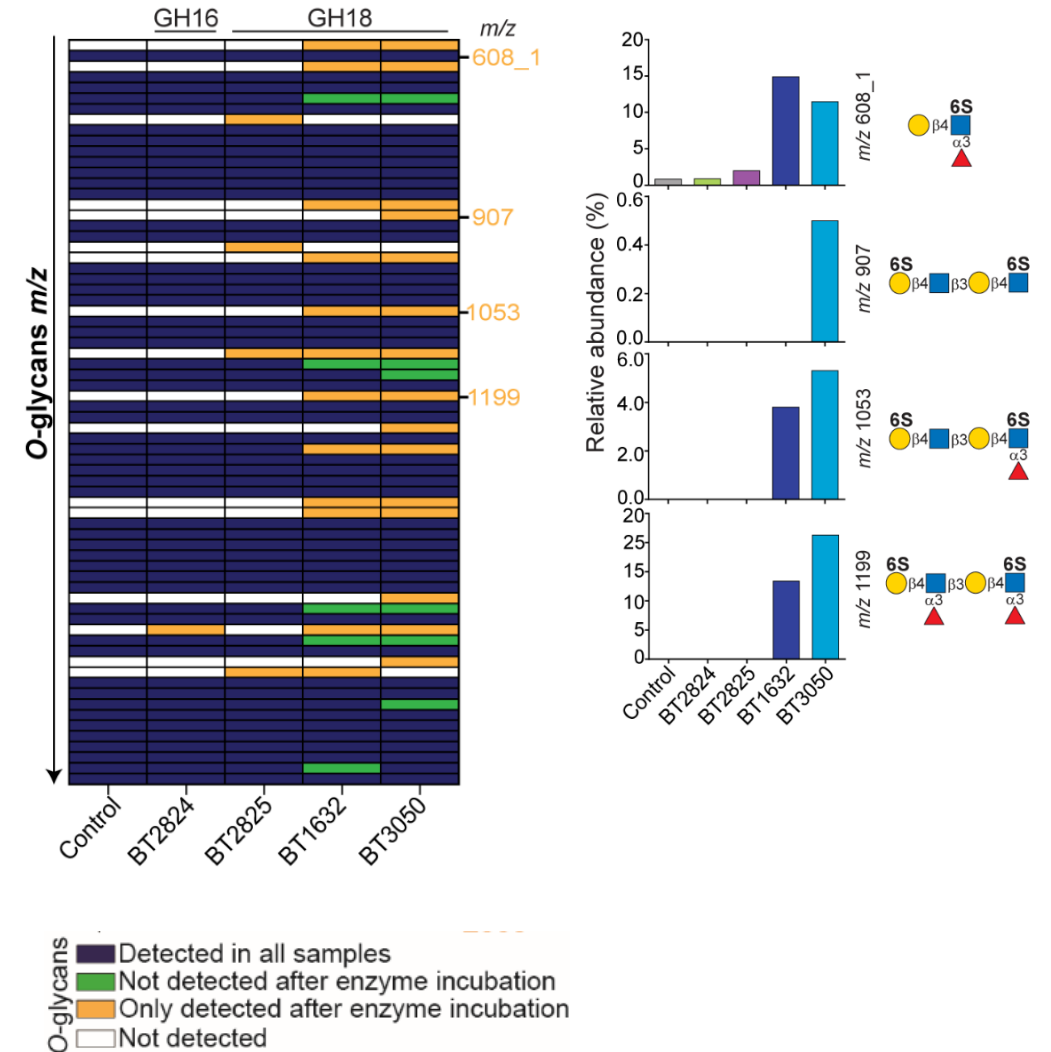 GH16
GH18
m/z
608_1
907
1053
1199
O-glycans m/z
Control
BT2824
BT2825
BT1632
BT3050
Relative abundance (%)
20
15
10
5
0
m/z 608_1
6S
β4
α3
0.6
0.4
0.2
0.0
m/z 907
6S 6S
β4 β3 β4
6.0
4.0
2.0
0.0
m/z 1053
6S 6S
β4 β3 β4
α3
20
25
15
10
5
0
m/z 1199
6S 6S
β4 β3 β4
α3 α3
Control
BT2824
BT2825
BT1632
BT3050
O-glycans
Detected in all samples
Not detected after enzyme incubation
Only detected after enzyme incubation
Not detected